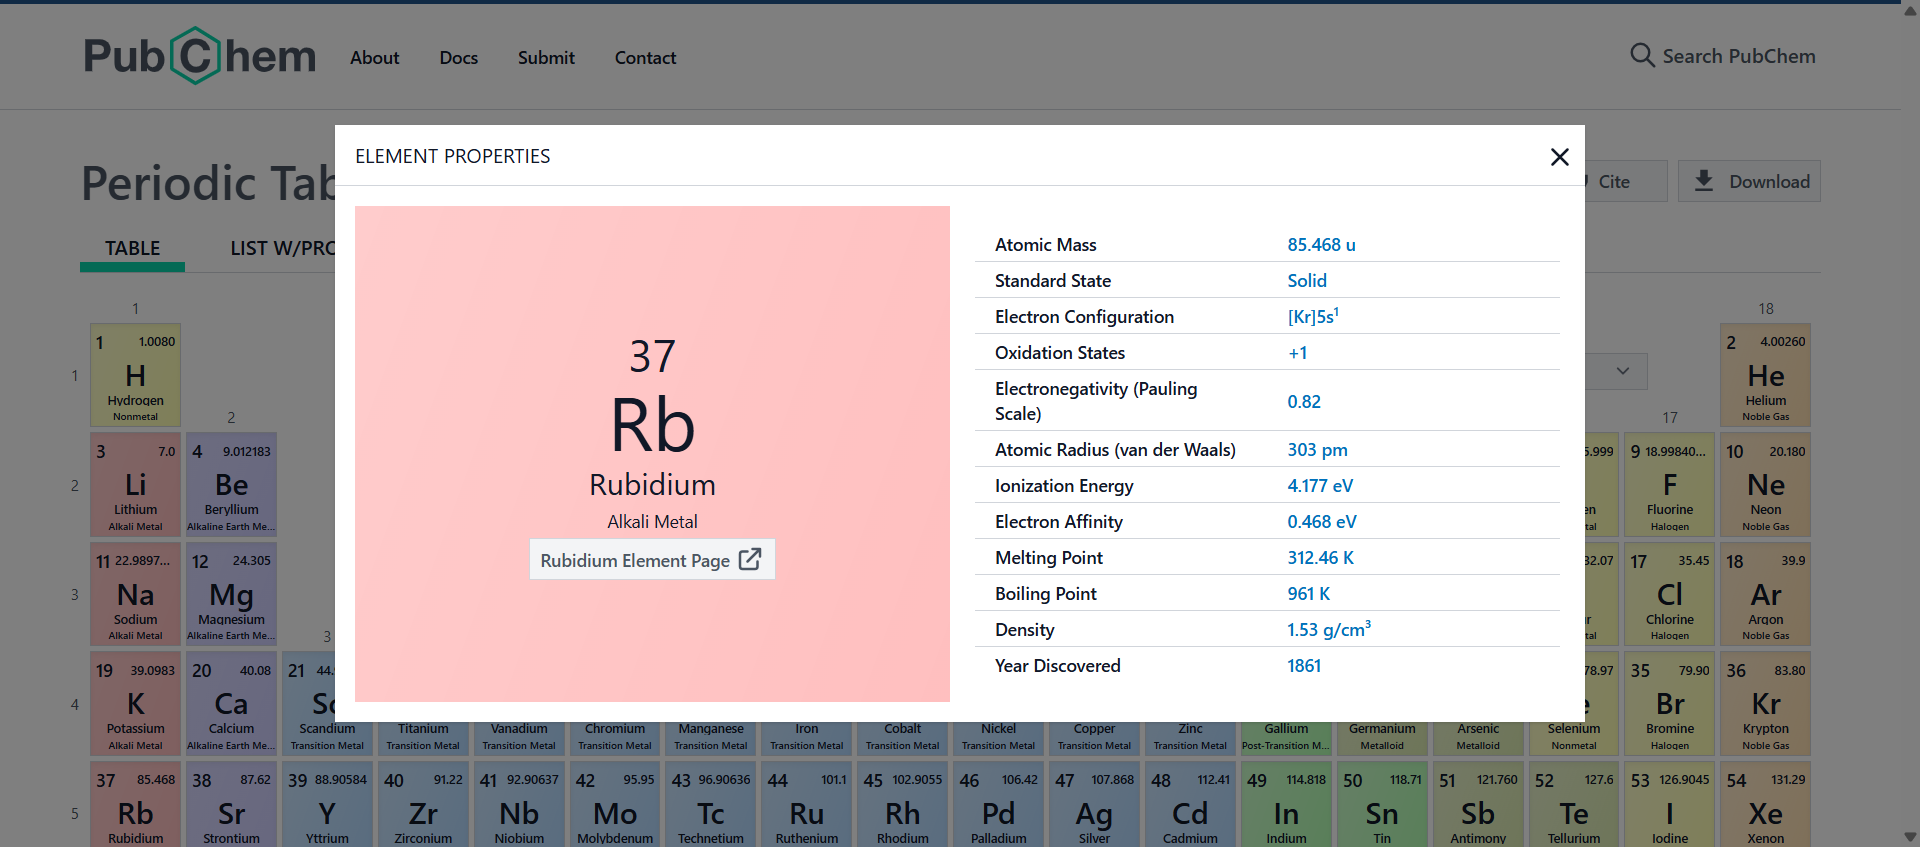 PubChem
About Docs Submit Contact
Search PubChem
Periodic Tab
Cite
Download
TABLE
LIST W/PRO
ELEMENT PROPERTIES
37
Rb
Rubidium
Alkali Metal
Rubidium Element Page
Atomic Mass 85.468 u
Standard State Solid
Electron Configuration [Kr]5s¹
Oxidation States +1
Electronegativity (Pauling
Scale) 0.82
Atomic Radius (van der Waals) 303 pm
Ionization Energy 4.177 eV
Electron Affinity 0.468 eV
Melting Point 312.46 K
Boiling Point 961 K
Density 1.53 g/cm³
Year Discovered 1861
1 18
1 1.0080 2 4.00260
1 H He
Hydrogen Helium
Nonmetal Noble Gas
2 17
3 7.0 4 9.012183 5.999 9 18.99840... 10 20.180
2 Li Be F Ne
Lithium Beryllium en Fluorine Neon
Alkali Metal Alkaline Earth Me... tal Halogen Noble Gas
11 22.9897... 12 24.305 32.07 17 35.45 18 39.9
3 Na Mg Cl Ar
Sodium Magnesium ur Chlorine Argon
Alkali Metal Alkaline Earth Me... tal Halogen Noble Gas
3
19 39.0983 20 40.08 21 44. 78.97 35 79.90 36 83.80
4 K Ca Sc e Br Kr
Potassium Calcium Scandium Titanium Vanadium Chromium Manganese Iron Cobalt Nickel Copper Zinc Gallium Germanium Arsenic Selenium Bromine Krypton
Alkali Metal Alkaline Earth Me... Transition Metal Transition Metal Transition Metal Transition Metal Transition Metal Transition Metal Transition Metal Transition Metal Transition Metal Transition Metal Post-Transition M... Metalloid Metalloid Nonmetal Halogen Noble Gas
37 85.468 38 87.62 39 88.90584 40 91.22 41 92.90637 42 95.95 43 96.90636 44 101.1 45 102.9055 46 106.42 47 107.868 48 112.41 49 114.818 50 118.71 51 121.760 52 127.6 53 126.9045 54 131.29
5 Rb Sr Y Zr Nb Mo Tc Ru Rh Pd Ag Cd In Sn Sb Te I Xe
Rubidium Strontium Yttrium Zirconium Niobium Molybdenum Technetium Ruthenium Rhodium Palladium Silver Cadmium Indium Tin Antimony Tellurium Iodine Xenon